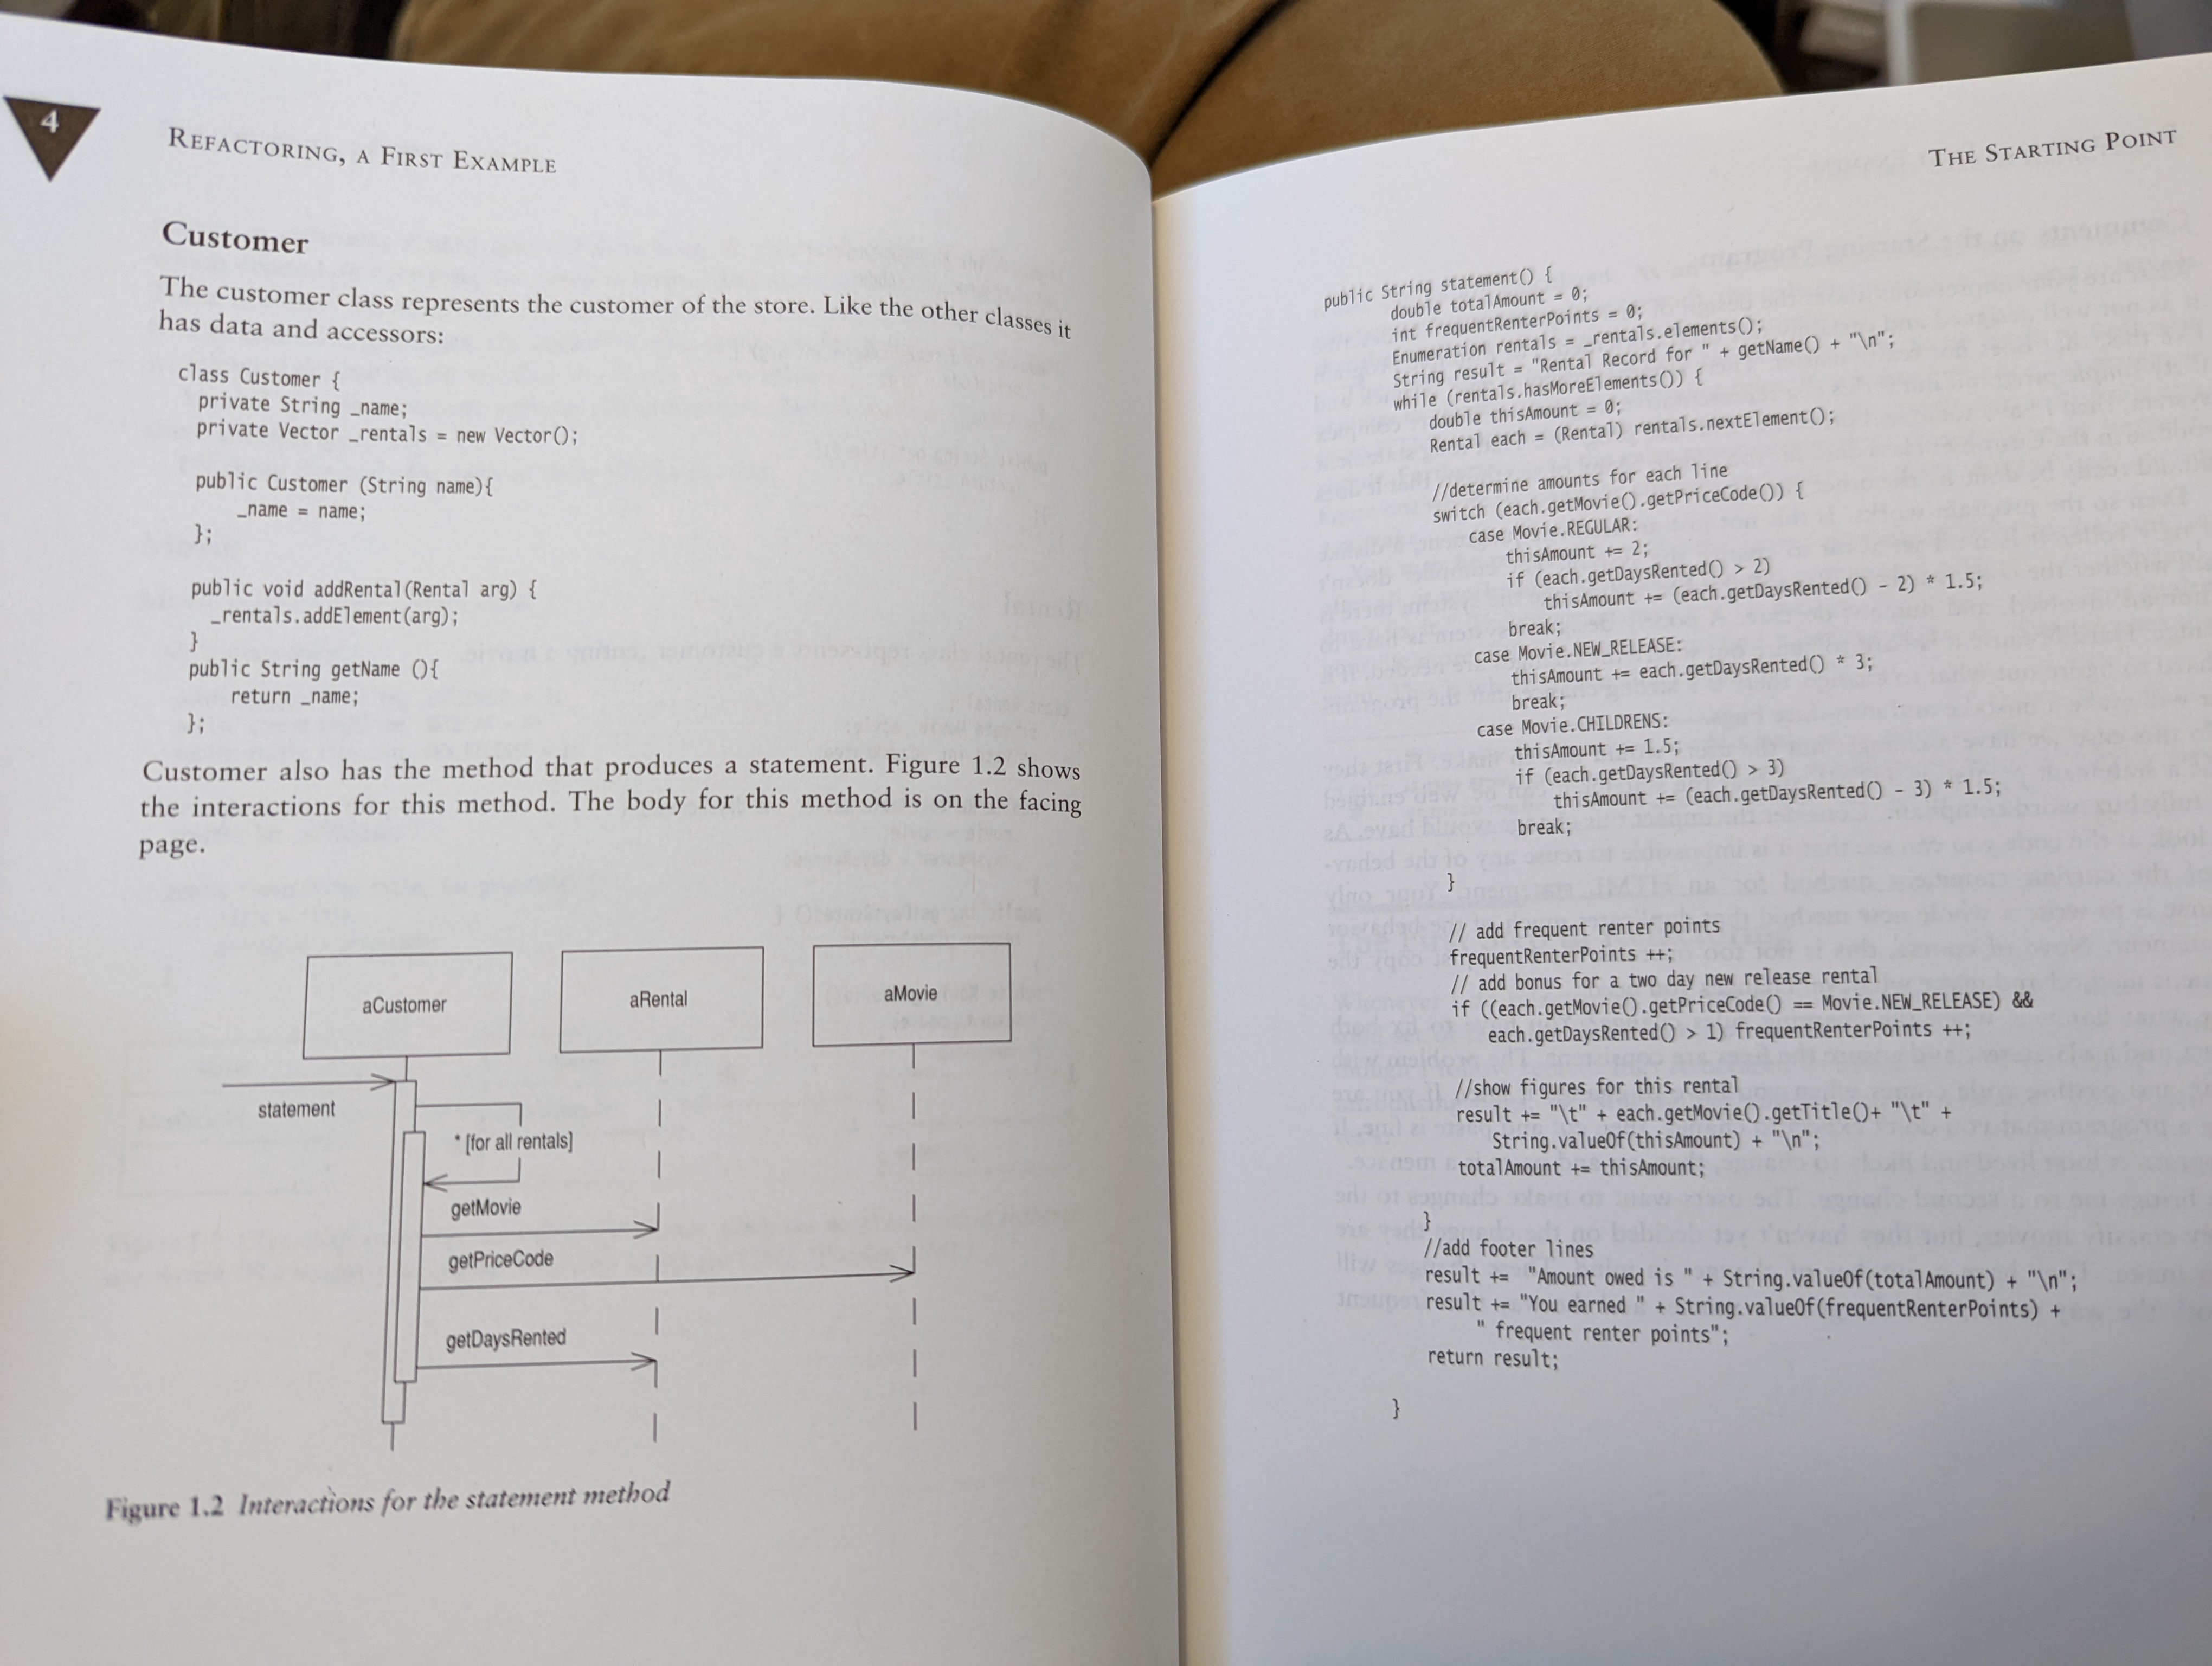 4
REFACTORING, A FIRST EXAMPLE
Customer
The customer class represents the customer of the store. Like the other classes it
has data and accessors:
class Customer {
private String _name;
private Vector _rentals = new Vector();
public Customer (String name){
_name = name;
};
public void addRental(Rental arg) {
_rentals.addElement(arg);
}
public String getName (){
return _name;
};
Customer also has the method that produces a statement. Figure 1.2 shows
the interactions for this method. The body for this method is on the facing
page.
aCustomer
aRental
aMovie
statement
* [for all rentals]
getMovie
getPriceCode
getDaysRented
Figure 1.2 Interactions for the statement method
THE STARTING POINT
public String statement() {
double totalAmount = 0;
int frequentRenterPoints = 0;
Enumeration rentals = _rentals.elements();
String result = "Rental Record for " + getName() + "\n";
while (rentals.hasMoreElements()) {
double thisAmount = 0;
Rental each = (Rental) rentals.nextElement();
//determine amounts for each line
switch (each.getMovie().getPriceCode()) {
case Movie.REGULAR:
thisAmount += 2;
if (each.getDaysRented() > 2)
thisAmount += (each.getDaysRented() - 2) * 1.5;
break;
case Movie.NEW_RELEASE:
thisAmount += each.getDaysRented() * 3;
break;
case Movie.CHILDRENS:
thisAmount += 1.5;
if (each.getDaysRented() > 3)
thisAmount += (each.getDaysRented() - 3) * 1.5;
break;
}
// add frequent renter points
frequentRenterPoints ++;
// add bonus for a two day new release rental
if ((each.getMovie().getPriceCode() == Movie.NEW_RELEASE) &&
each.getDaysRented() > 1) frequentRenterPoints ++;
//show figures for this rental
result += "\t" + each.getMovie().getTitle()+ "\t" +
String.valueOf(thisAmount) + "\n";
totalAmount += thisAmount;
}
//add footer lines
result += "Amount owed is " + String.valueOf(totalAmount) + "\n";
result += "You earned " + String.valueOf(frequentRenterPoints) +
" frequent renter points";
return result;
}